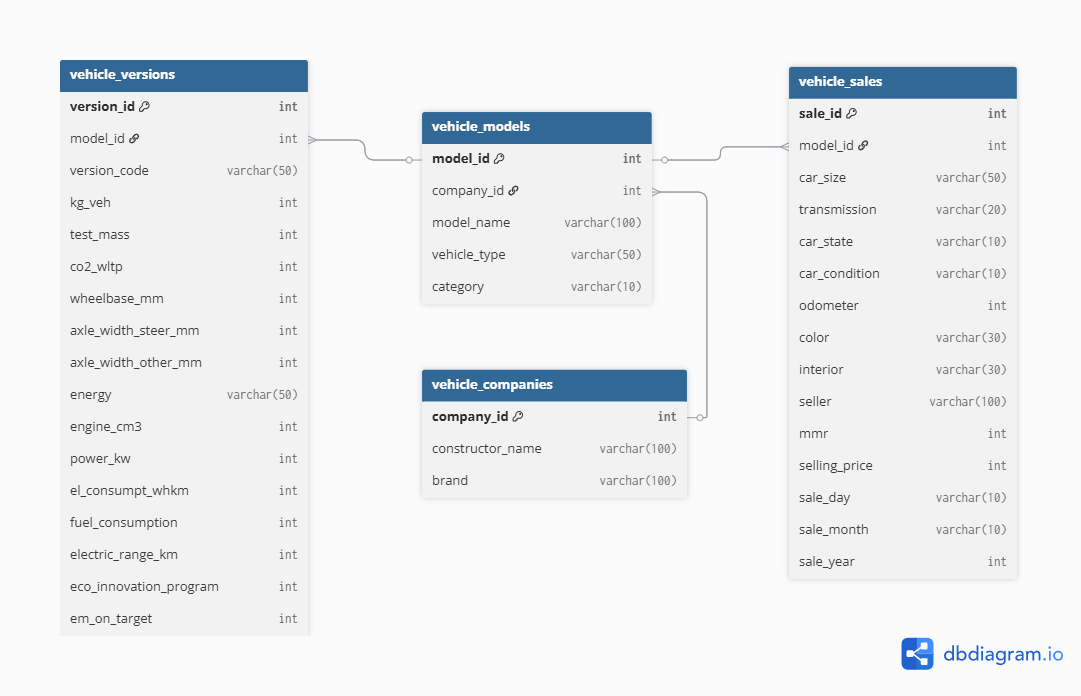 vehicle_versions
version_id int
model_id int
version_code varchar(50)
kg_veh int
test_mass int
co2_wltp int
wheelbase_mm int
axle_width_steer_mm int
axle_width_other_mm int
energy varchar(50)
engine_cm3 int
power_kw int
el_consumpt_whkm int
fuel_consumption int
electric_range_km int
eco_innovation_program int
em_on_target int
vehicle_models
model_id int
company_id int
model_name varchar(100)
vehicle_type varchar(50)
category varchar(10)
vehicle_companies
company_id int
constructor_name varchar(100)
brand varchar(100)
vehicle_sales
sale_id int
model_id int
car_size varchar(50)
transmission varchar(20)
car_state varchar(10)
car_condition varchar(10)
odometer int
color varchar(30)
interior varchar(30)
seller varchar(100)
mmr int
selling_price int
sale_day varchar(10)
sale_month varchar(10)
sale_year int
dbdiagram.io